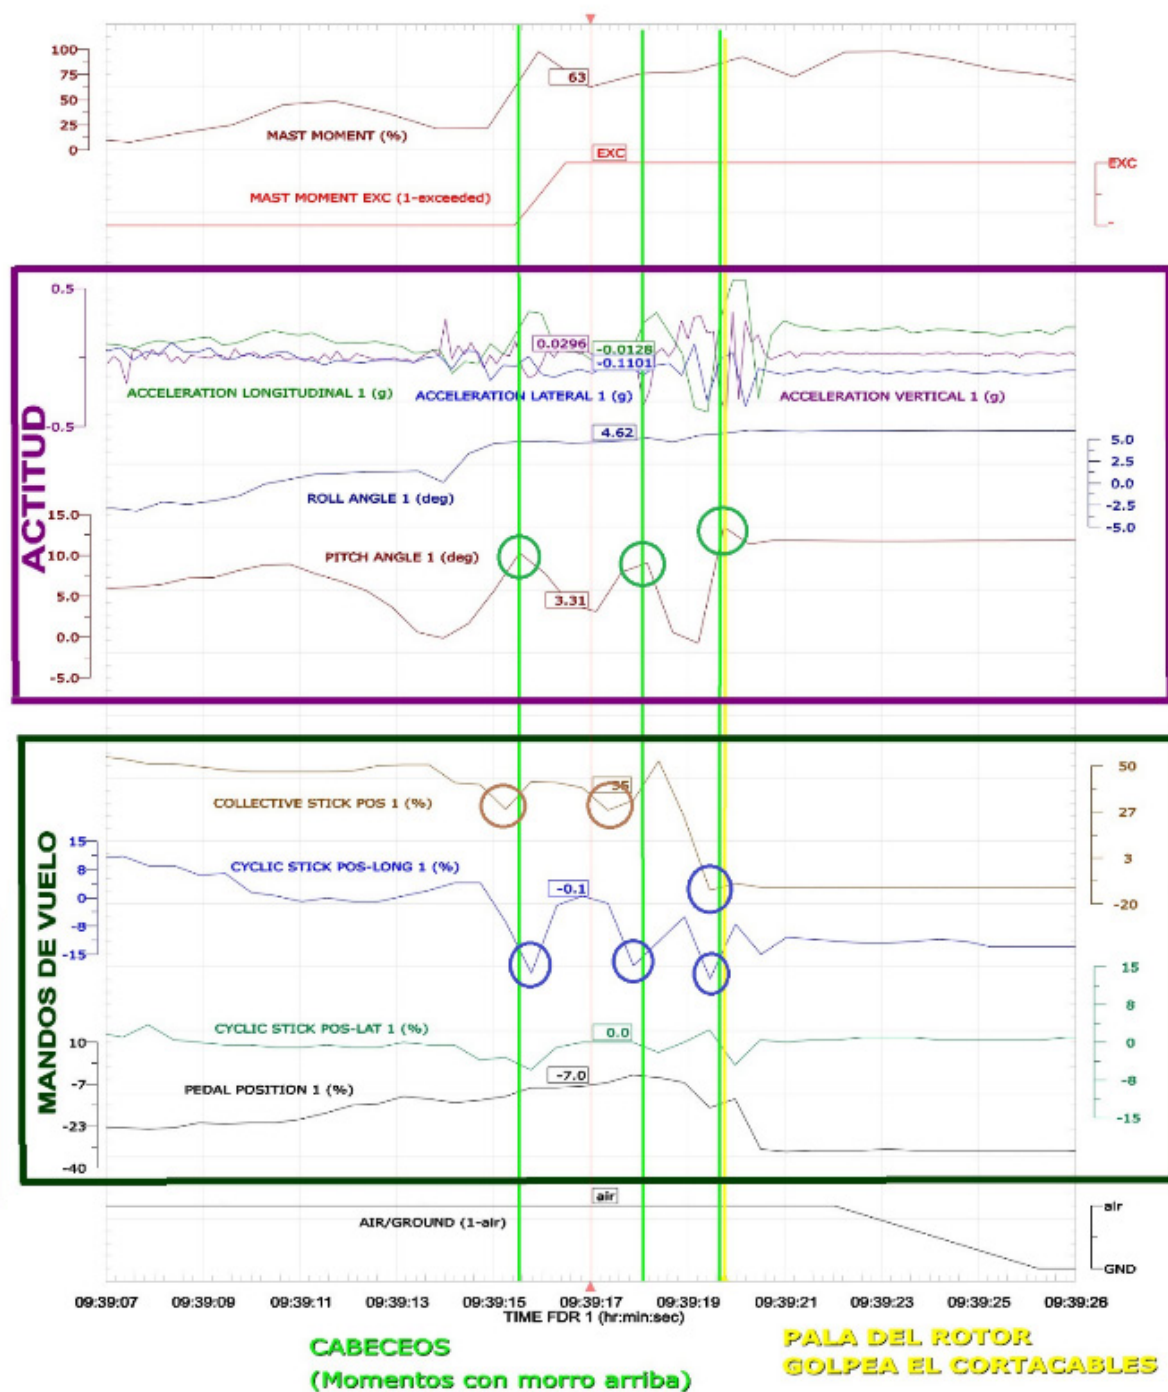 100
75
50
25
0
63
MAST MOMENT (%)
EXC
EXC
MAST MOMENT EXC (1-exceeded)
-
ACTITUD
0.5
-0.5
0.0296
-0.0128
-0.1101
ACCELERATION LONGITUDINAL 1 (g)
ACCELERATION LATERAL 1 (g)
ACCELERATION VERTICAL 1 (g)
4.62
5.0
2.5
0.0
-2.5
-5.0
ROLL ANGLE 1 (deg)
15.0
10.0
5.0
0.0
-5.0
PITCH ANGLE 1 (deg)
3.31
MANDOS DE VUELO
50
27
3
-20
COLLECTIVE STICK POS 1 (%)
15
8
0
-8
-15
CYCLIC STICK POS-LONG 1 (%)
-0.1
15
8
0
-8
-15
CYCLIC STICK POS-LAT 1 (%)
0.0
10
-7
-23
-40
-7.0
PEDAL POSITION 1 (%)
air
air
AIR/GROUND (1-air)
GND
09:39:07 09:39:09 09:39:11 09:39:13 09:39:15 09:39:17 09:39:19 09:39:21 09:39:23 09:39:25 09:39:26
TIME FDR 1 (hr:min:sec)
CABECEOS
(Momentos con morro arriba)
PALA DEL ROTOR
GOLPEA EL CORTACABLES